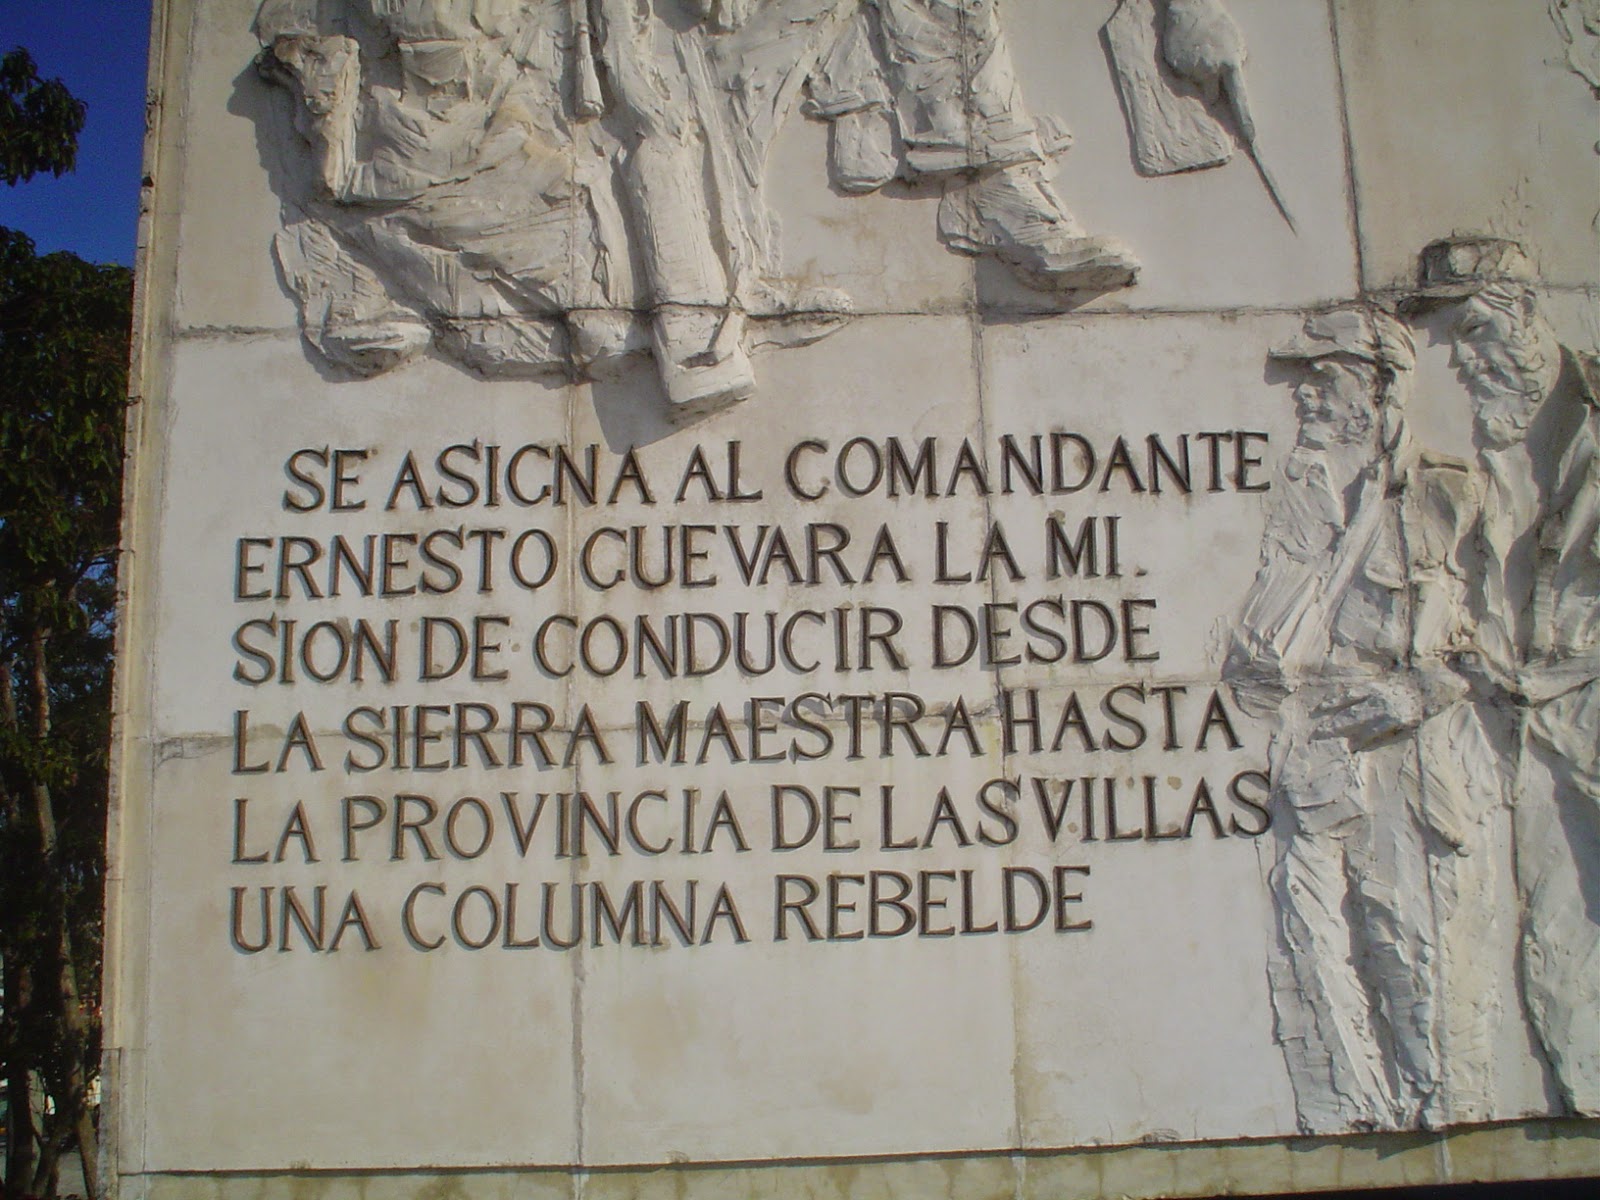 SE ASIGNA AL COMANDANTE
ERNESTO GUEVARA LA MI-
SION DE CONDUCIR DESDE
LA SIERRA MAESTRA HASTA
LA PROVINCIA DE LAS VILLAS
UNA COLUMNA REBELDE